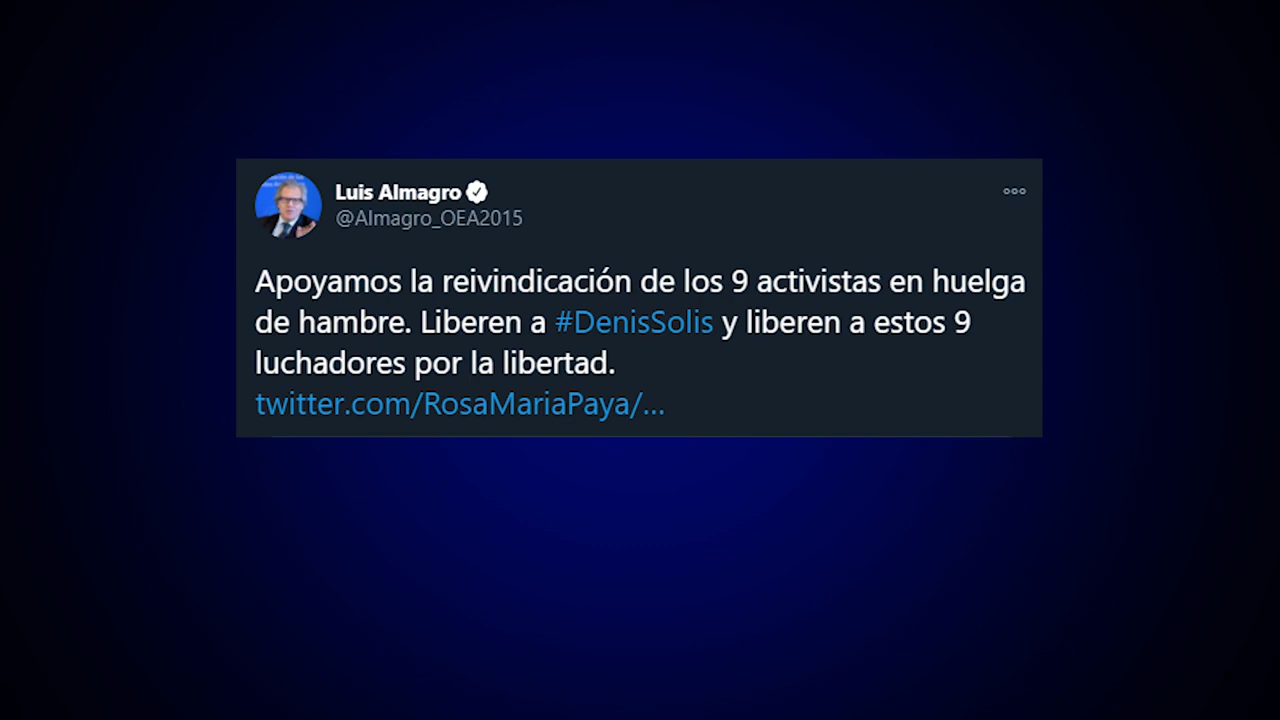 Luis Almagro
@Almagro_OEA2015
Apoyamos la reivindicación de los 9 activistas en huelga
de hambre. Liberen a #DenisSolis y liberen a estos 9
luchadores por la libertad.
twitter.com/RosaMariaPaya/...